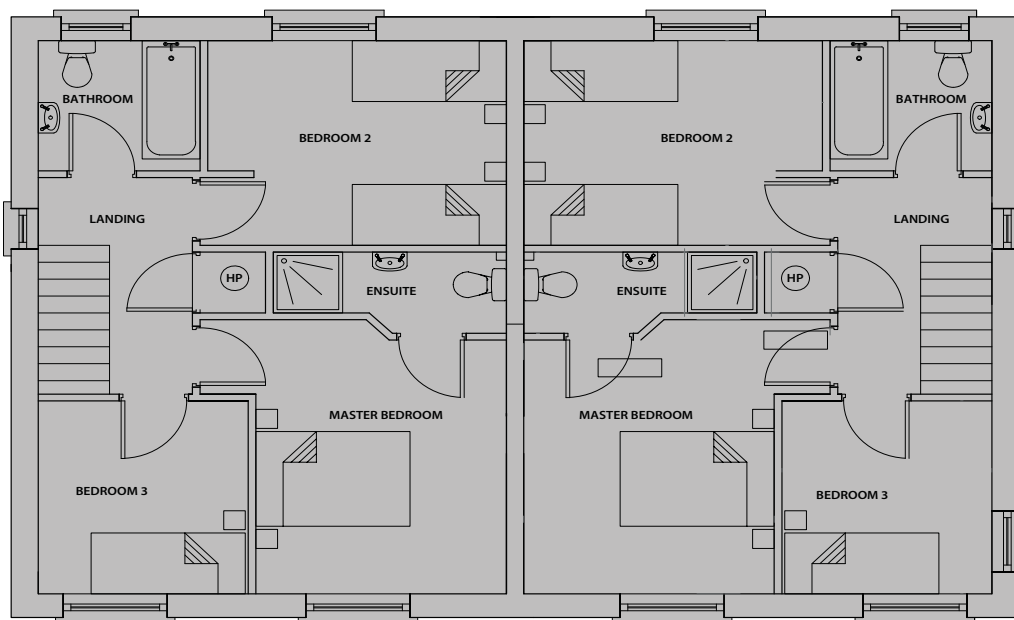 BATHROOM
BATHROOM
BEDROOM 2
BEDROOM 2
LANDING
LANDING
HP
ENSUITE
ENSUITE
HP
MASTER BEDROOM
MASTER BEDROOM
BEDROOM 3
BEDROOM 3